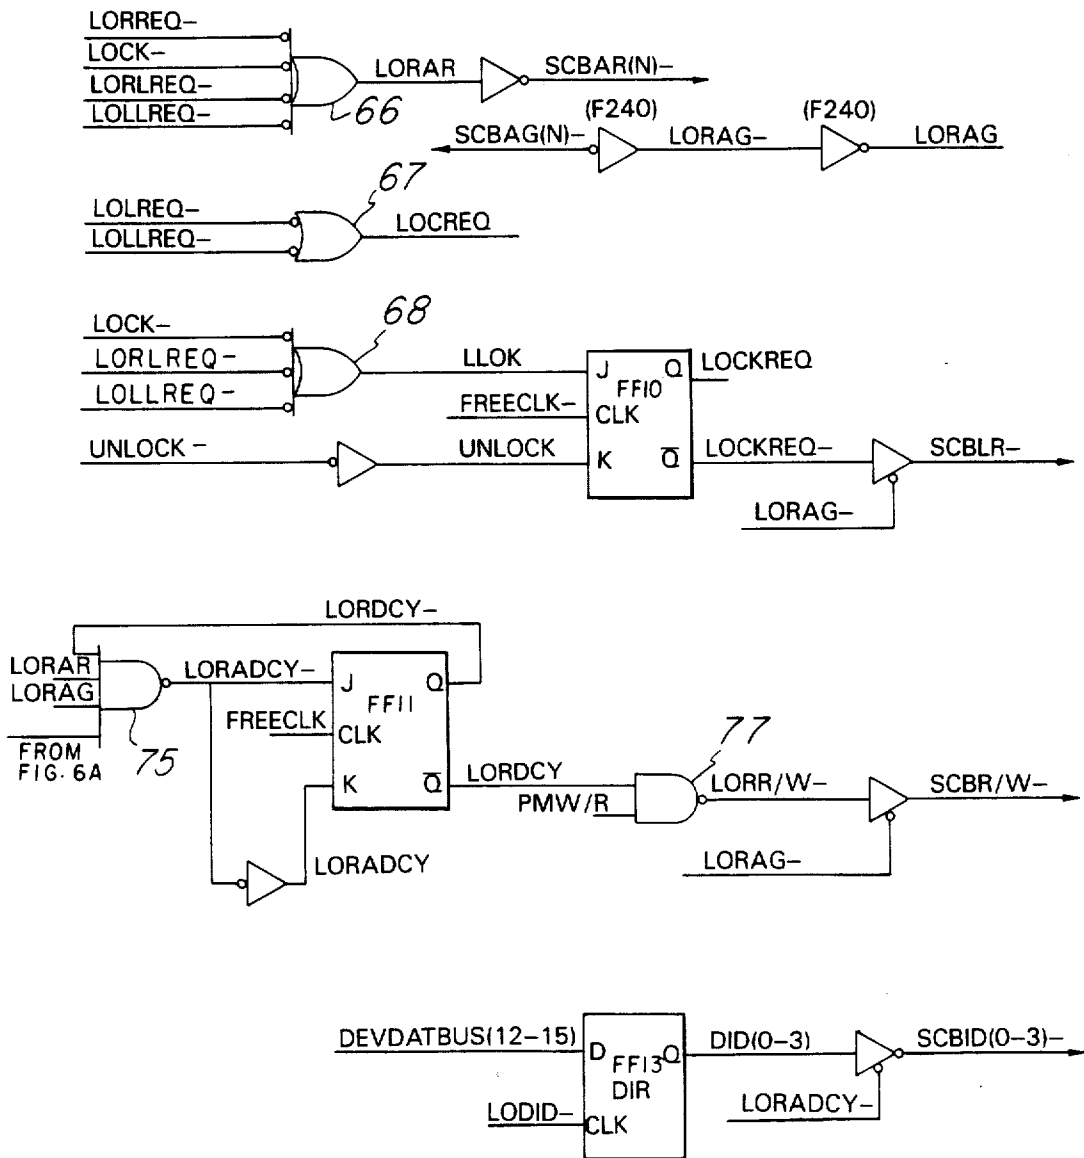 LORREQ-
LOCK-
LORLREQ-
LOLLREQ-
66
LORAR
SCBAR(N)-
(F240)
(F240)
SCBAG(N)-
LORAG-
LORAG
67
LOLREQ-
LOLLREQ-
LOCREQ
68
LOCK-
LORLREQ-
LOLLREQ-
LLOK
J
Q
LOCKREQ
FF10
FREECLK-
CLK
UNLOCK-
UNLOCK
K
Q
LOCKREQ-
SCBLR-
LORAG-
LORDCY-
LORAR
LORAG
FROM
FIG. 6A
75
LORADCY-
J
Q
FF11
FREECLK
CLK
K
Q
LORADCY
LORDCY
PMW/R
77
LORR/W-
SCBR/W-
LORAG-
DEVDATBUS(12-15)
D
Q
FF13
DIR
LODID-
CLK
DID(0-3)
SCBID(0-3)-
LORADCY-